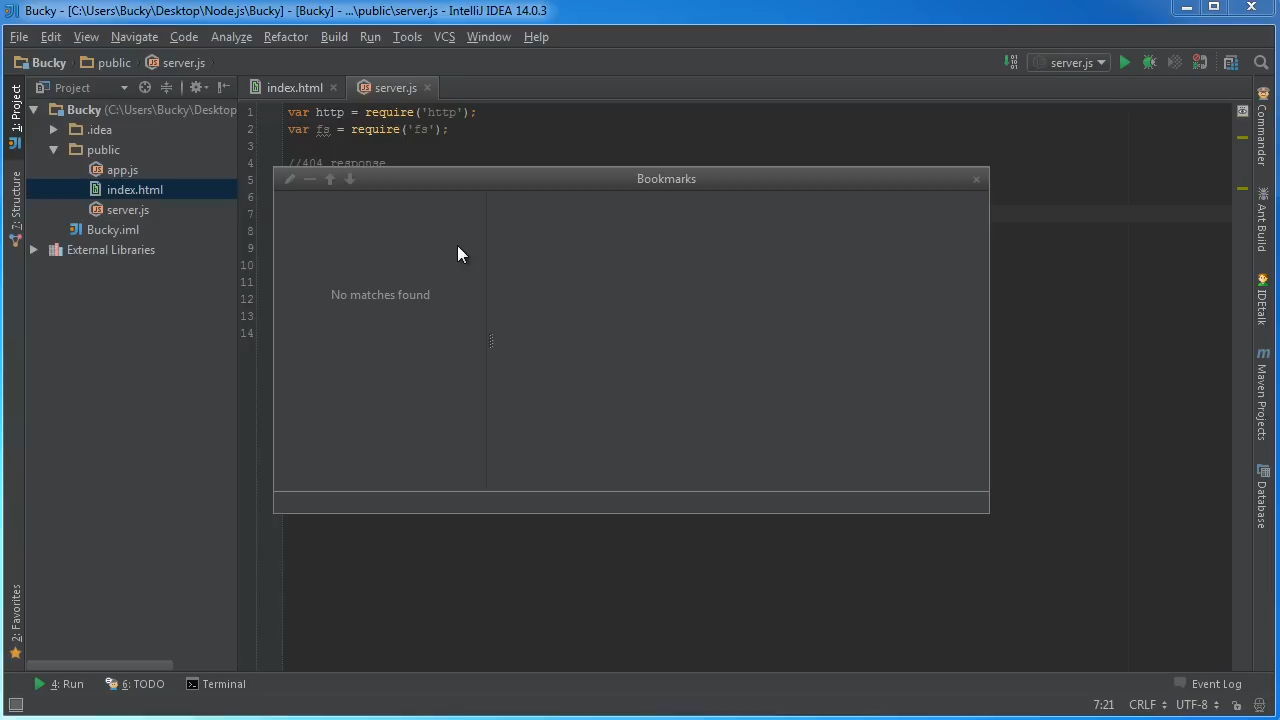 Bucky - [C:\Users\Bucky\Desktop\Node.js\Bucky] - [Bucky] - ...\public\server.js - IntelliJ IDEA 14.0.3
File Edit View Navigate Code Analyze Refactor Build Run Tools VCS Window Help
Bucky public server.js
server.js
Project
index.html
server.js
1: Project
7: Structure
2: Favorites
Bucky (C:\Users\Bucky\Desktop
.idea
public
app.js
index.html
server.js
Bucky.iml
External Libraries
1 var http = require('http');
2 var fs = require('fs');
3
4 //404 response
5
6
7
8
9
10
11
12
13
14
Bookmarks
No matches found
Commander
Ant Build
IDEtalk
Maven Projects
Database
4: Run 6: TODO Terminal
Event Log
7:21 CRLF UTF-8